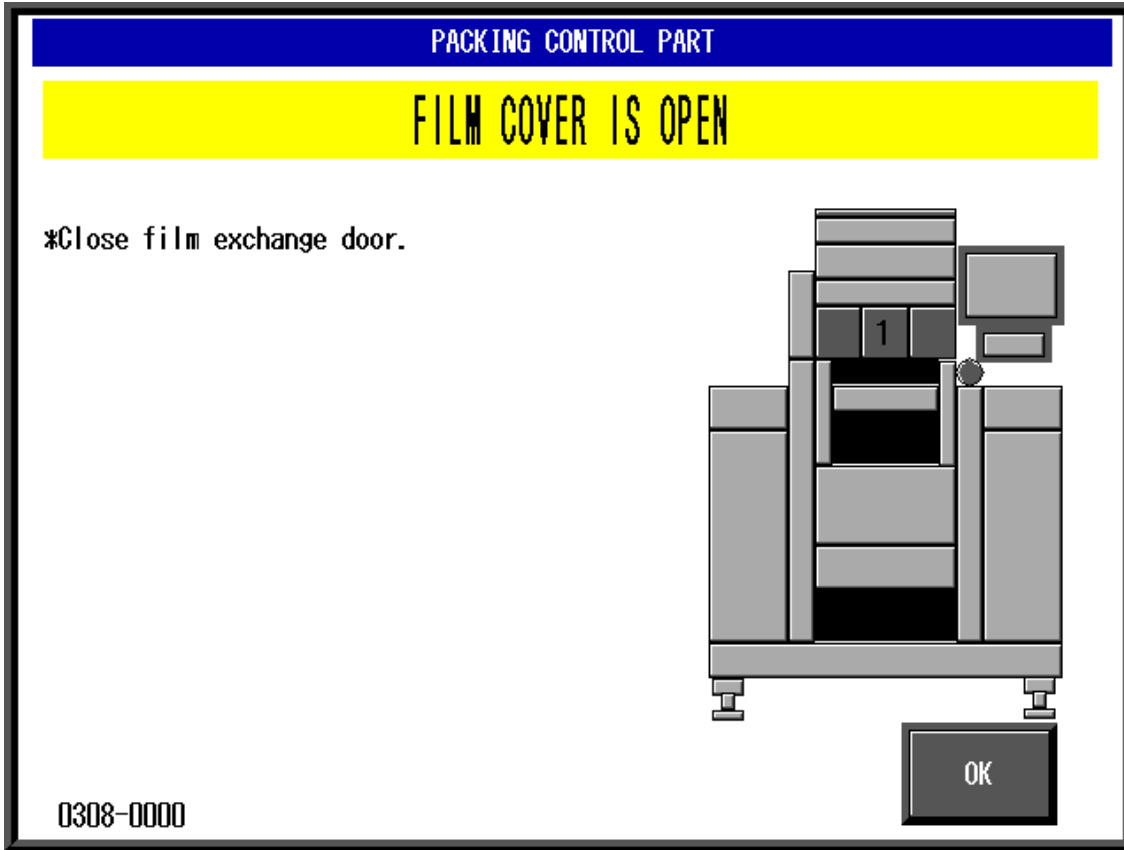 PACKING CONTROL PART
FILM COVER IS OPEN
*Close film exchange door.
1
OK
0308-0000